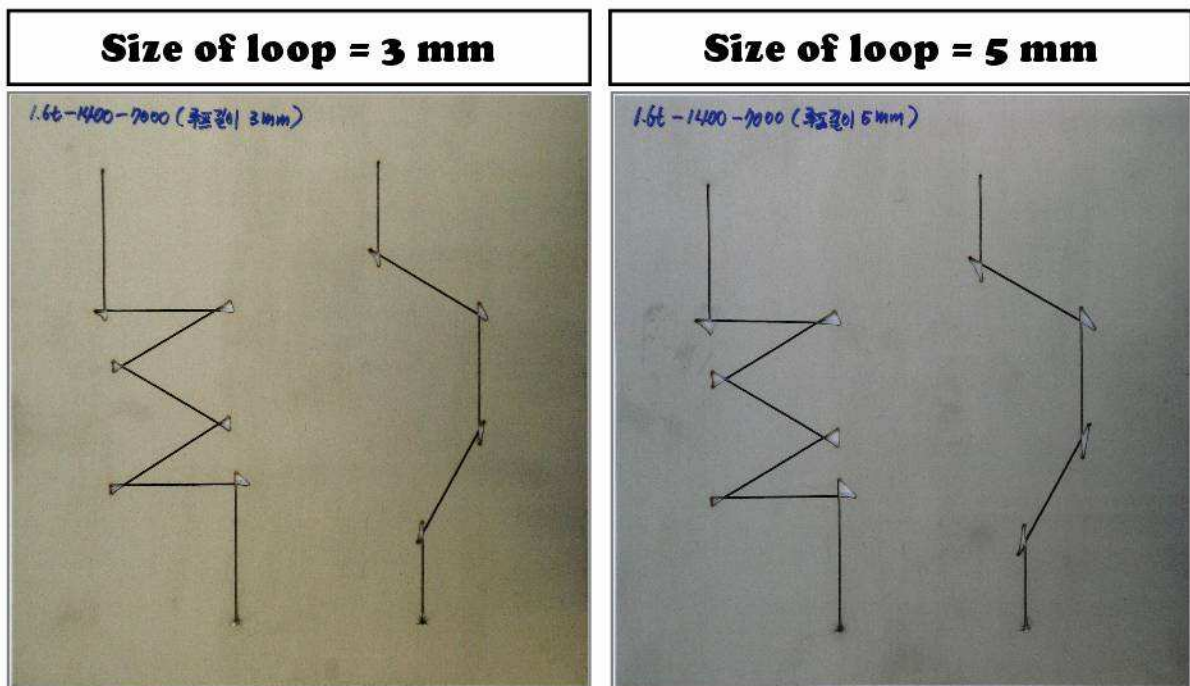 Size of loop = 3 mm
Size of loop = 5 mm
1.6t-1400-7000 (루프길이 3mm)
1.6t-1400-7000 (루프길이 5mm)